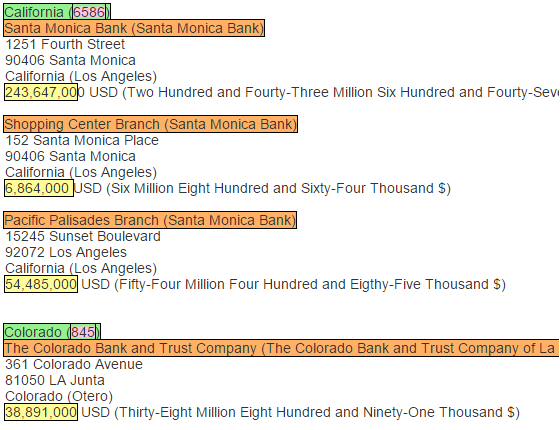 California (6586)
Santa Monica Bank (Santa Monica Bank)
1251 Fourth Street
90406 Santa Monica
California (Los Angeles)
243,647,000 USD (Two Hundred and Fourty-Three Million Six Hundred and Fourty-Seve
Shopping Center Branch (Santa Monica Bank)
152 Santa Monica Place
90406 Santa Monica
California (Los Angeles)
6,864,000 USD (Six Million Eight Hundred and Sixty-Four Thousand $)
Pacific Palisades Branch (Santa Monica Bank)
15245 Sunset Boulevard
92072 Los Angeles
California (Los Angeles)
54,485,000 USD (Fifty-Four Million Four Hundred and Eigthy-Five Thousand $)
Colorado (845)
The Colorado Bank and Trust Company (The Colorado Bank and Trust Company of La
361 Colorado Avenue
81050 LA Junta
Colorado (Otero)
38,891,000 USD (Thirty-Eight Million Eight Hundred and Ninety-One Thousand $)